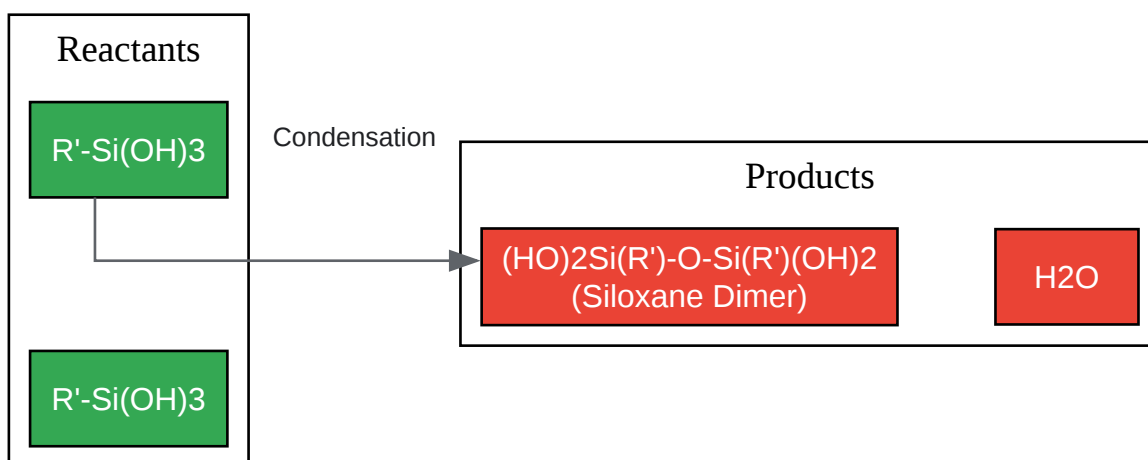 Reactants
R'-Si(OH)3
Condensation
Products
(HO)2Si(R')-O-Si(R')(OH)2
(Siloxane Dimer)
H2O
R'-Si(OH)3